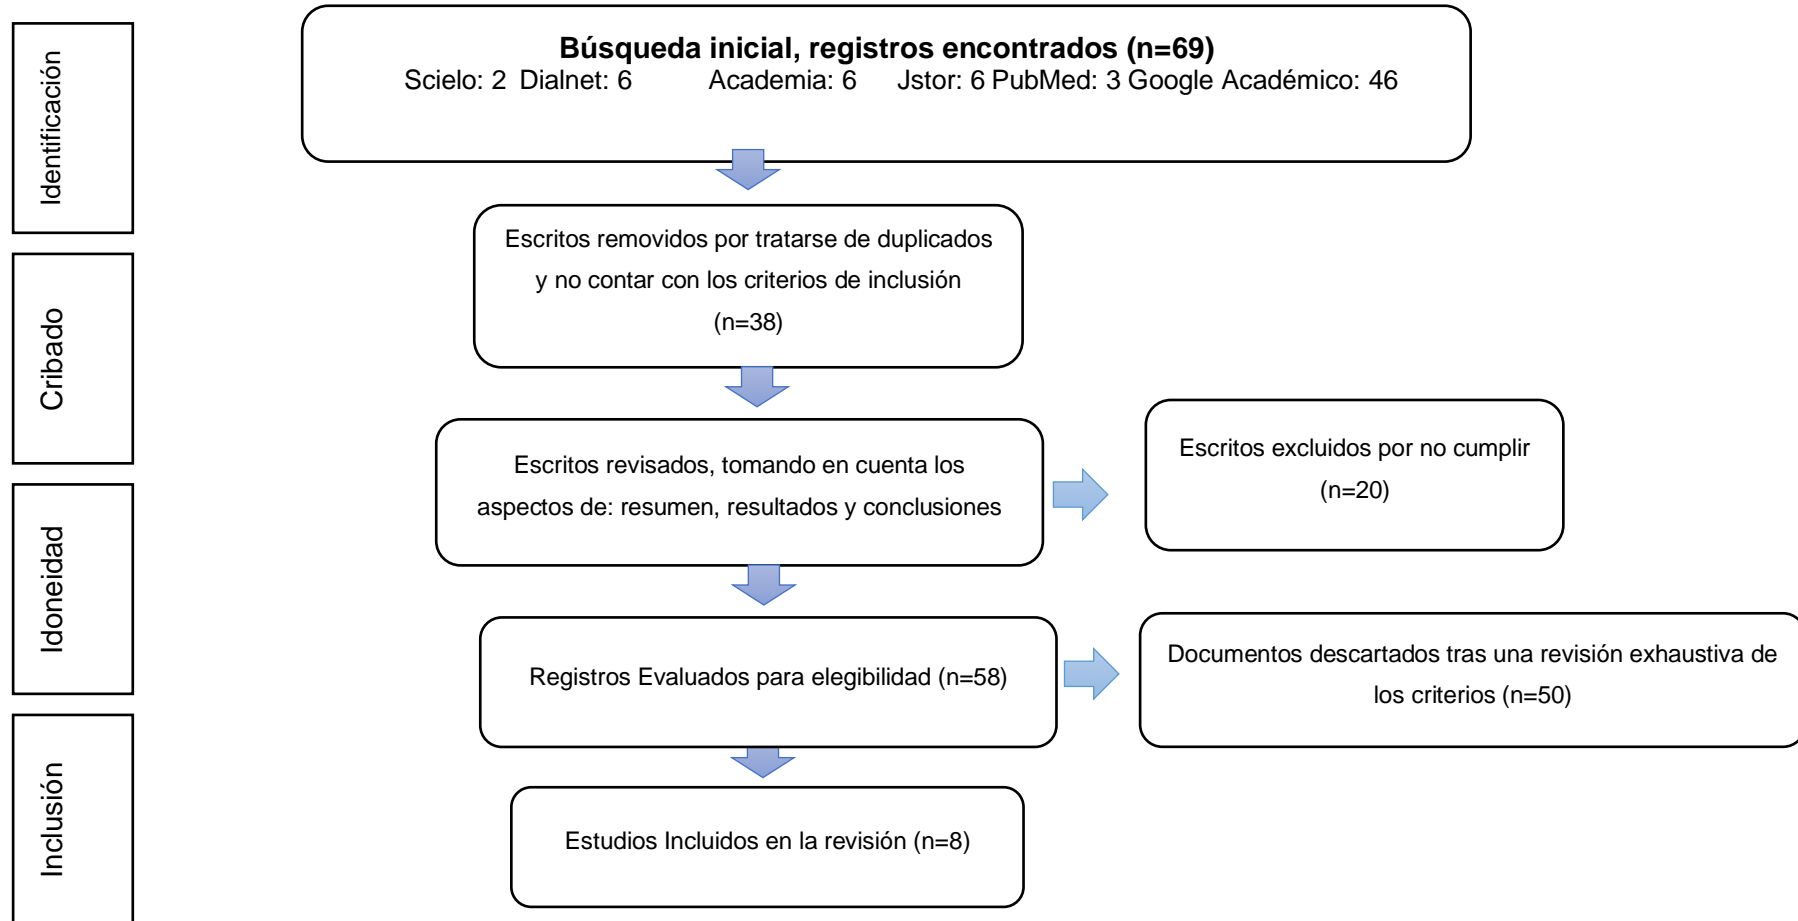 Identificación
Búsqueda inicial, registros encontrados (n=69)
Scielo: 2 Dialnet: 6 Academia: 6 Jstor: 6 PubMed: 3 Google Académico: 46
Escritos removidos por tratarse de duplicados
y no contar con los criterios de inclusión
(n=38)
Cribado
Escritos revisados, tomando en cuenta los
aspectos de: resumen, resultados y conclusiones
Escritos excluidos por no cumplir
(n=20)
Idoneidad
Registros Evaluados para elegibilidad (n=58)
Documentos descartados tras una revisión exhaustiva de
los criterios (n=50)
Inclusión
Estudios Incluidos en la revisión (n=8)